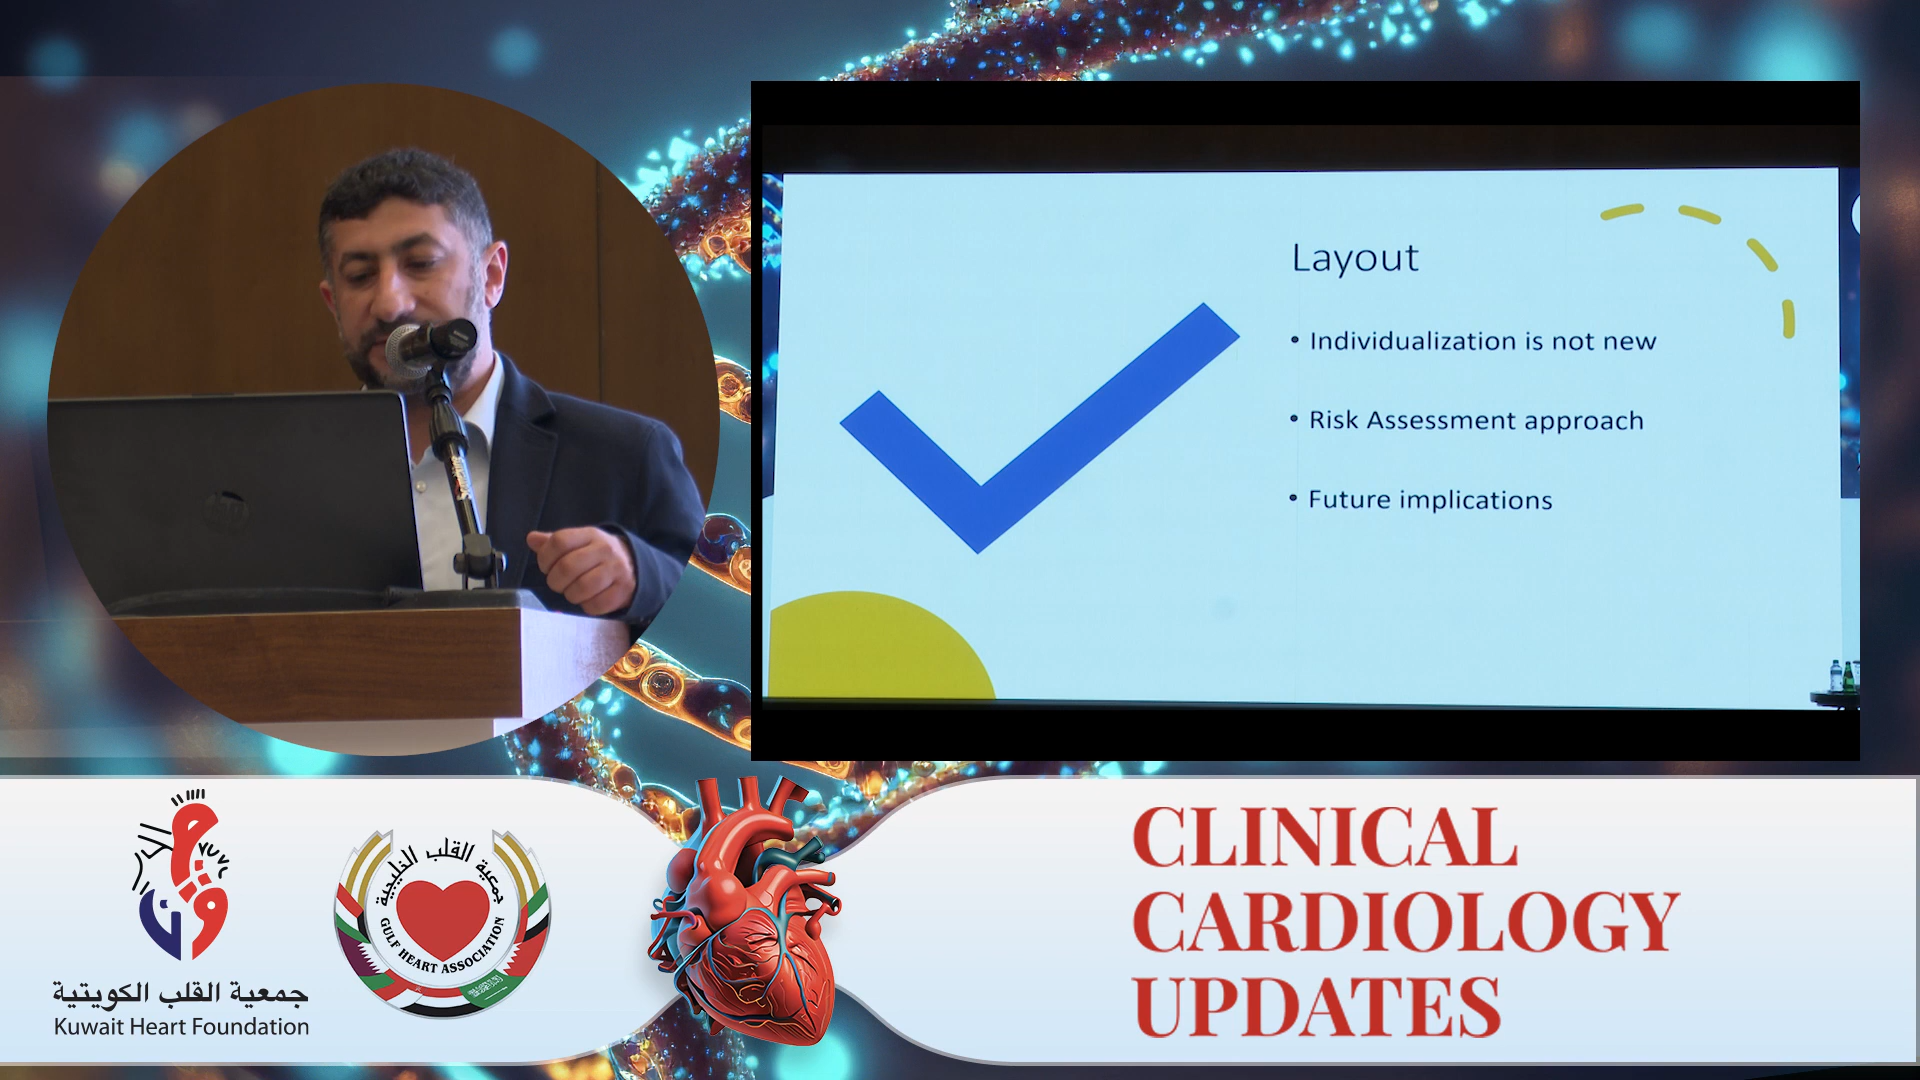 Layout
• Individualization is not new
• Risk Assessment approach
• Future implications
hp
جمعية القلب الكويتية
Kuwait Heart Foundation
جمعية القلب الخليجية
GULF HEART ASSOCIATION
CLINICAL
CARDIOLOGY
UPDATES